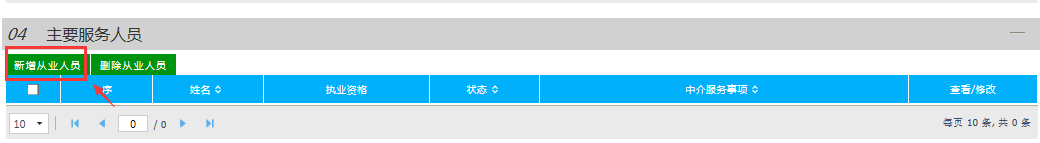 04 主要服务人员
新增从业人员 删除从业人员
序 姓名 执业资格 状态 中介服务事项 查看/修改
10 0 / 0 每页 10 条, 共 0 条